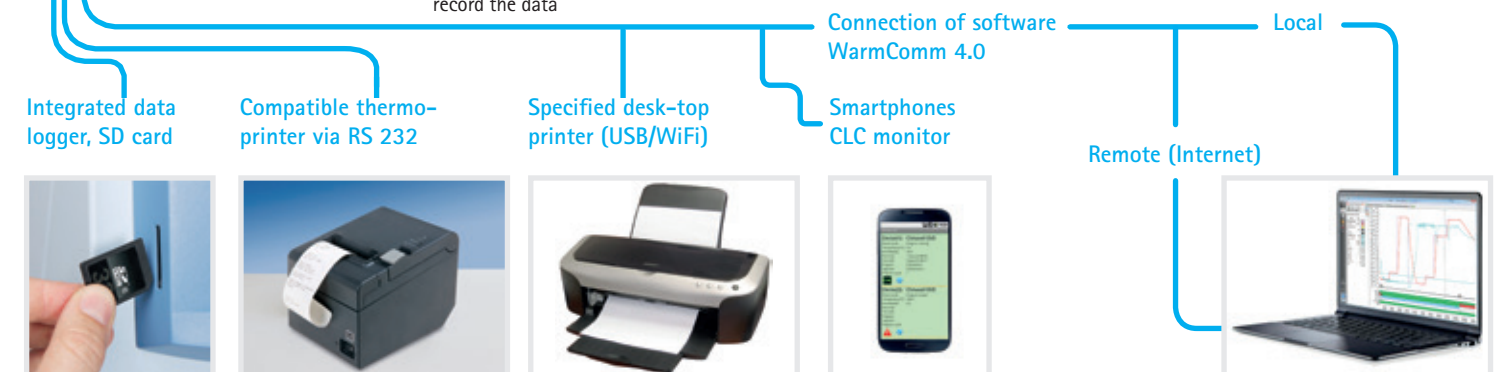 record the data
Connection of software
WarmComm 4.0
Local
Integrated data
logger, SD card
Compatible thermo-
printer via RS 232
Specified desk-top
printer (USB/WiFi)
Smartphones
CLC monitor
Remote (Internet)